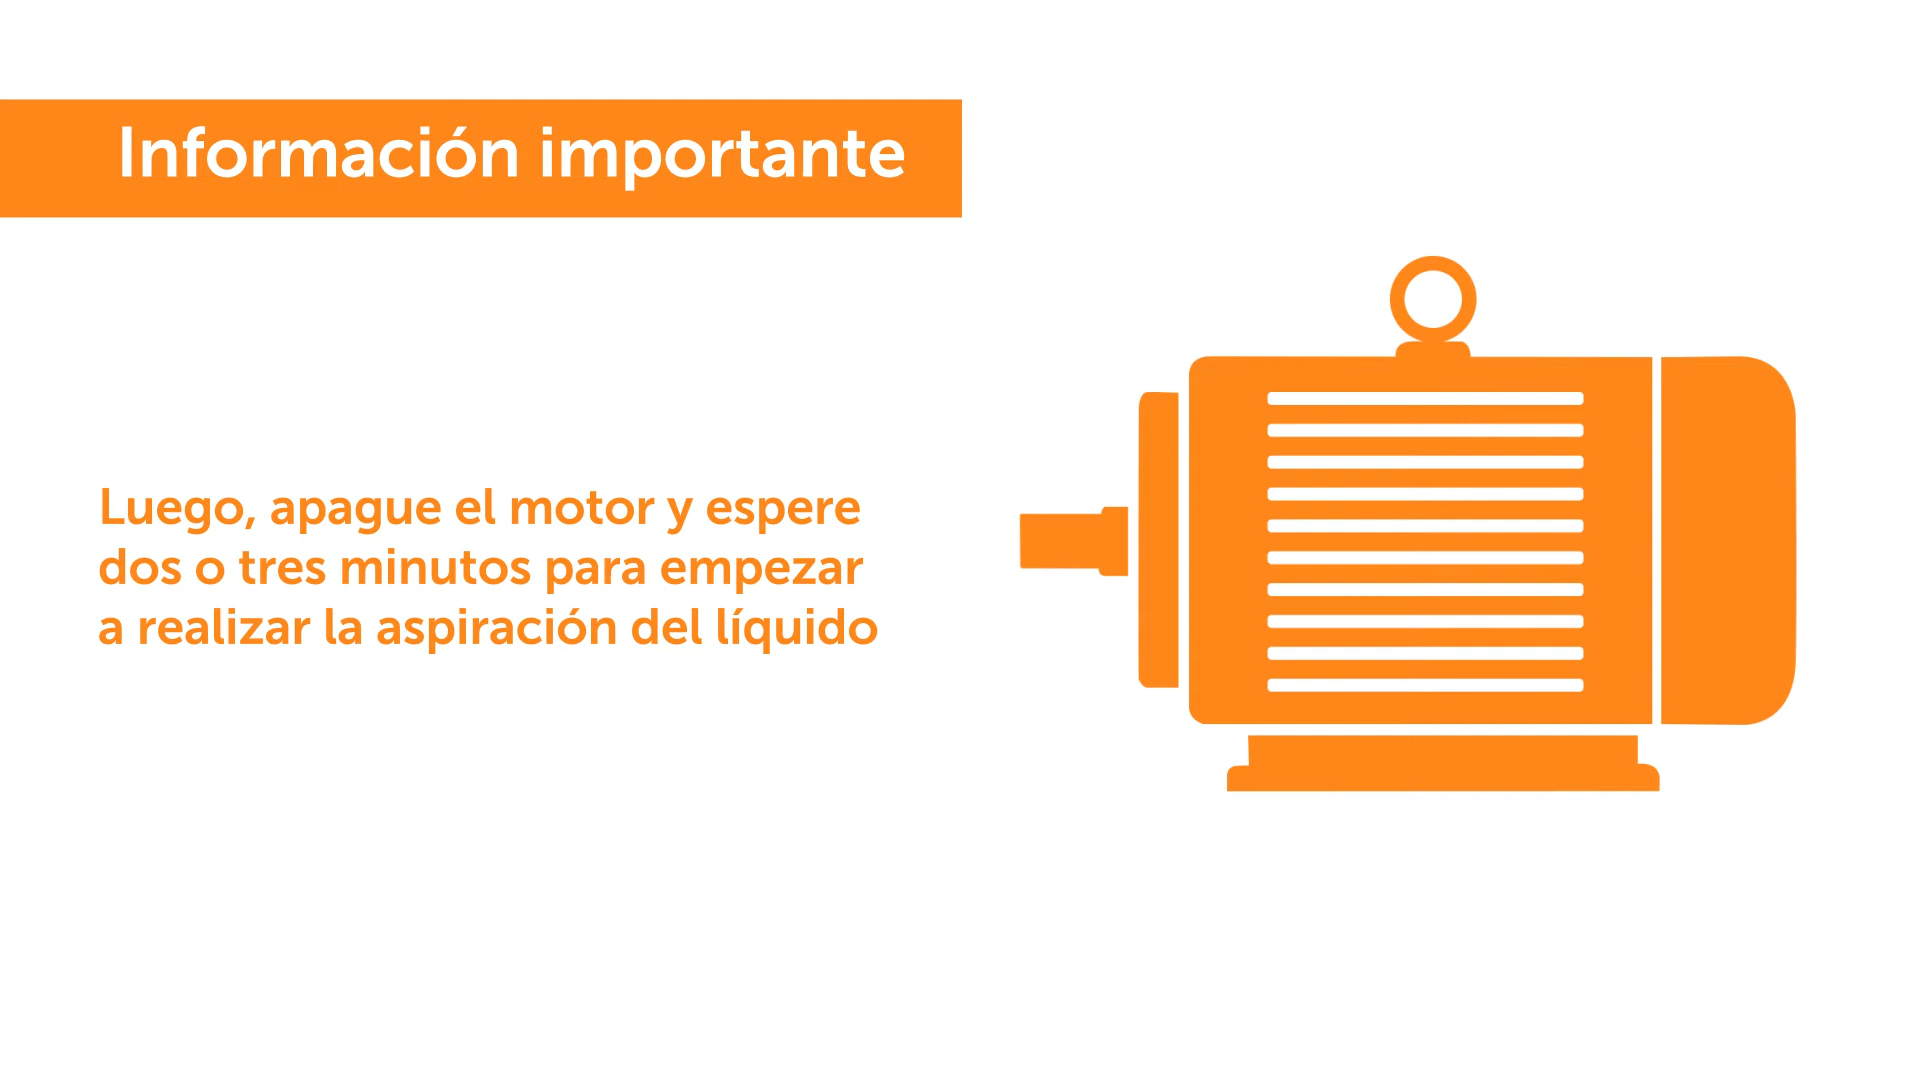 Información importante
Luego, apague el motor y espere
dos o tres minutos para empezar
a realizar la aspiración del líquido